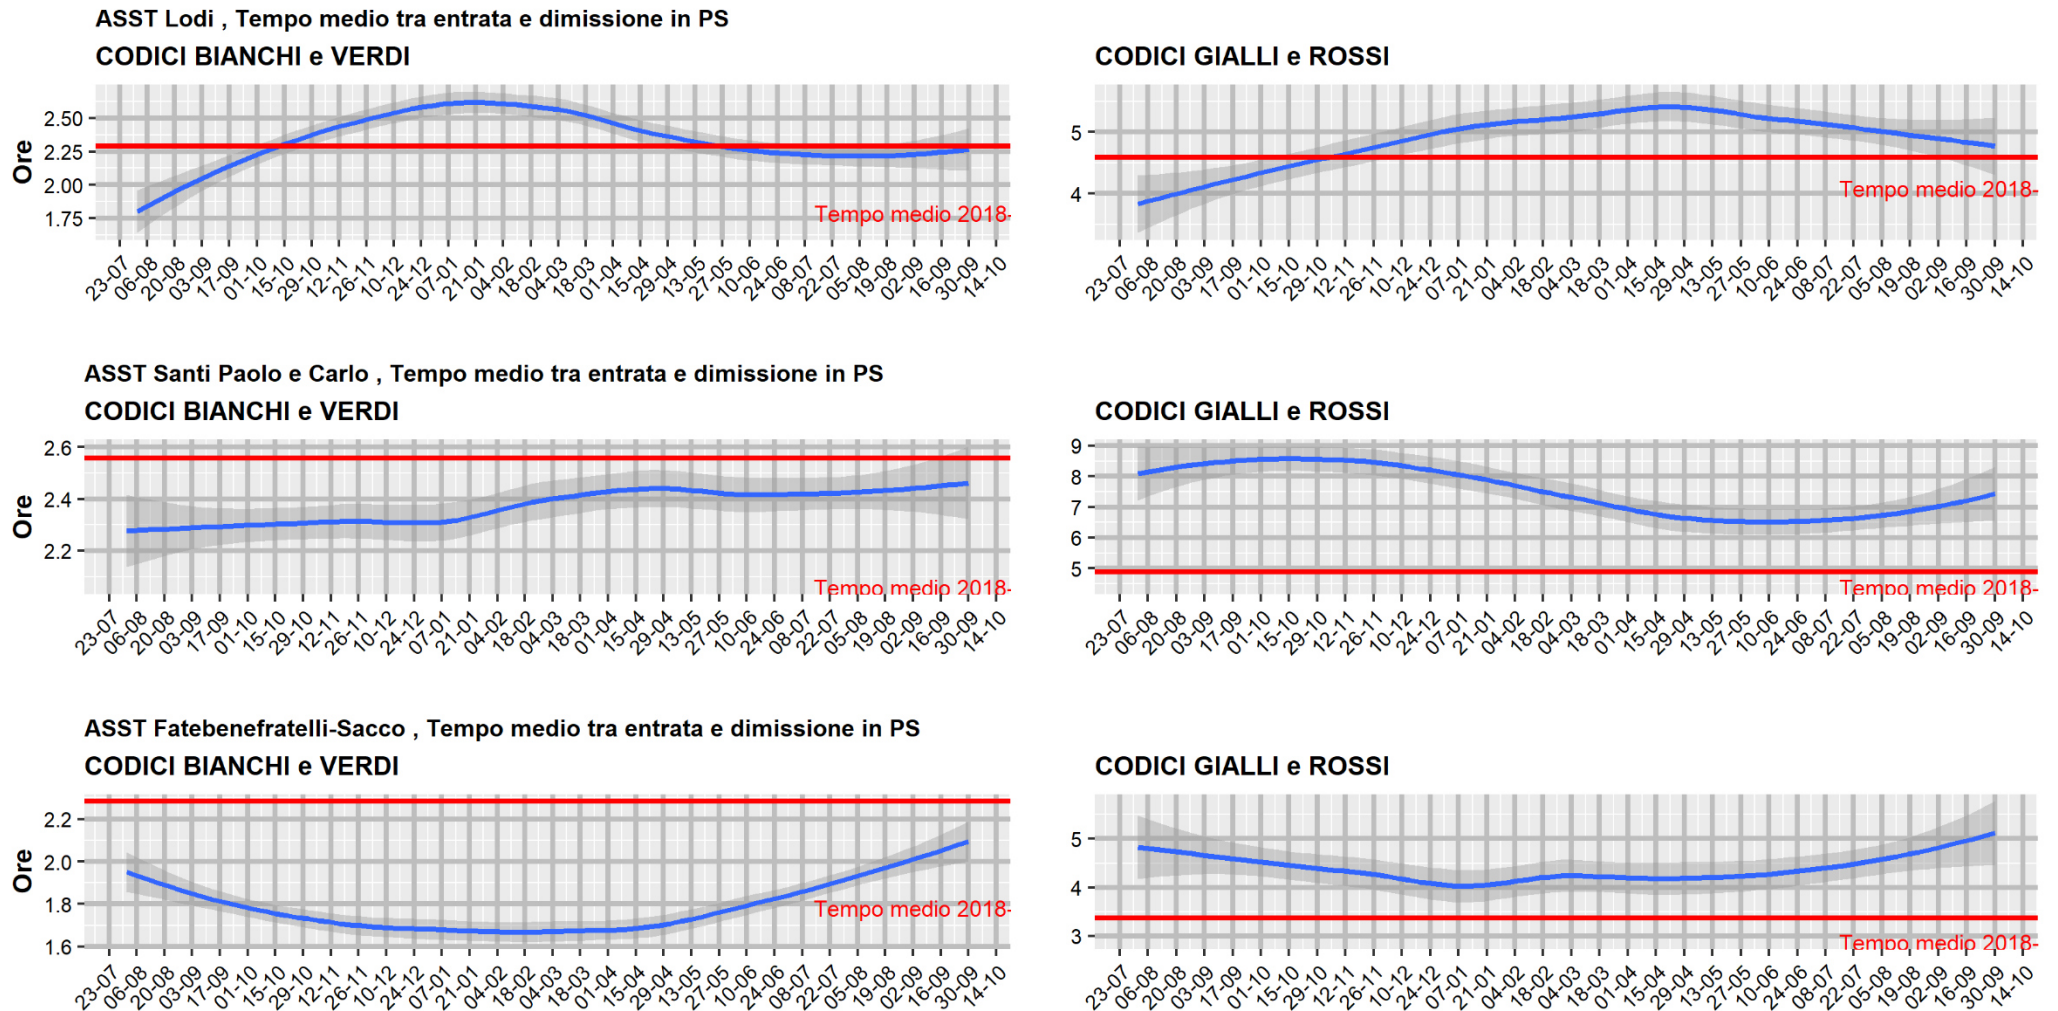 ASST Lodi , Tempo medio tra entrata e dimissione in PS
CODICI BIANCHI e VERDI
Ore
2.50
2.25
2.00
1.75
Tempo medio 2018-
23-07 06-08 20-08 03-09 17-09 01-10 15-10 29-10 12-11 26-11 10-12 24-12 07-01 21-01 04-02 18-02 04-03 18-03 01-04 15-04 29-04 13-05 27-05 10-06 24-06 08-07 22-07 05-08 19-08 02-09 16-09 30-09 14-10
CODICI GIALLI e ROSSI
5
4
Tempo medio 2018-
23-07 06-08 20-08 03-09 17-09 01-10 15-10 29-10 12-11 26-11 10-12 24-12 07-01 21-01 04-02 18-02 04-03 18-03 01-04 15-04 29-04 13-05 27-05 10-06 24-06 08-07 22-07 05-08 19-08 02-09 16-09 30-09 14-10
ASST Santi Paolo e Carlo , Tempo medio tra entrata e dimissione in PS
CODICI BIANCHI e VERDI
Ore
2.6
2.4
2.2
Tempo medio 2018-
23-07 06-08 20-08 03-09 17-09 01-10 15-10 29-10 12-11 26-11 10-12 24-12 07-01 21-01 04-02 18-02 04-03 18-03 01-04 15-04 29-04 13-05 27-05 10-06 24-06 08-07 22-07 05-08 19-08 02-09 16-09 30-09 14-10
CODICI GIALLI e ROSSI
9
8
7
6
5
Tempo medio 2018-
23-07 06-08 20-08 03-09 17-09 01-10 15-10 29-10 12-11 26-11 10-12 24-12 07-01 21-01 04-02 18-02 04-03 18-03 01-04 15-04 29-04 13-05 27-05 10-06 24-06 08-07 22-07 05-08 19-08 02-09 16-09 30-09 14-10
ASST Fatebenefratelli-Sacco , Tempo medio tra entrata e dimissione in PS
CODICI BIANCHI e VERDI
Ore
2.2
2.0
1.8
1.6
Tempo medio 2018-
23-07 06-08 20-08 03-09 17-09 01-10 15-10 29-10 12-11 26-11 10-12 24-12 07-01 21-01 04-02 18-02 04-03 18-03 01-04 15-04 29-04 13-05 27-05 10-06 24-06 08-07 22-07 05-08 19-08 02-09 16-09 30-09 14-10
CODICI GIALLI e ROSSI
5
4
3
Tempo medio 2018-
23-07 06-08 20-08 03-09 17-09 01-10 15-10 29-10 12-11 26-11 10-12 24-12 07-01 21-01 04-02 18-02 04-03 18-03 01-04 15-04 29-04 13-05 27-05 10-06 24-06 08-07 22-07 05-08 19-08 02-09 16-09 30-09 14-10